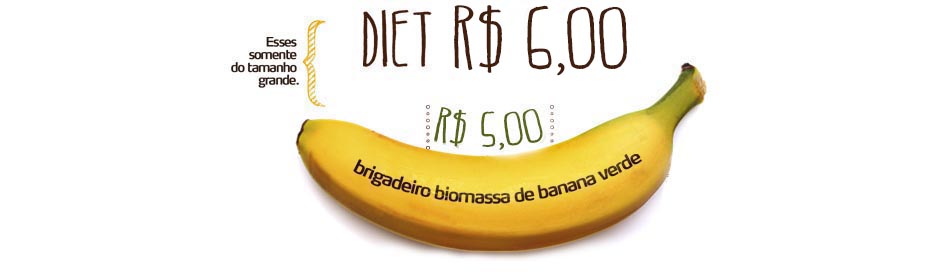 DIET R$ 6,00
Esses
somente
do tamanho
grande.
R$ 5,00
brigadeiro biomassa de banana verde